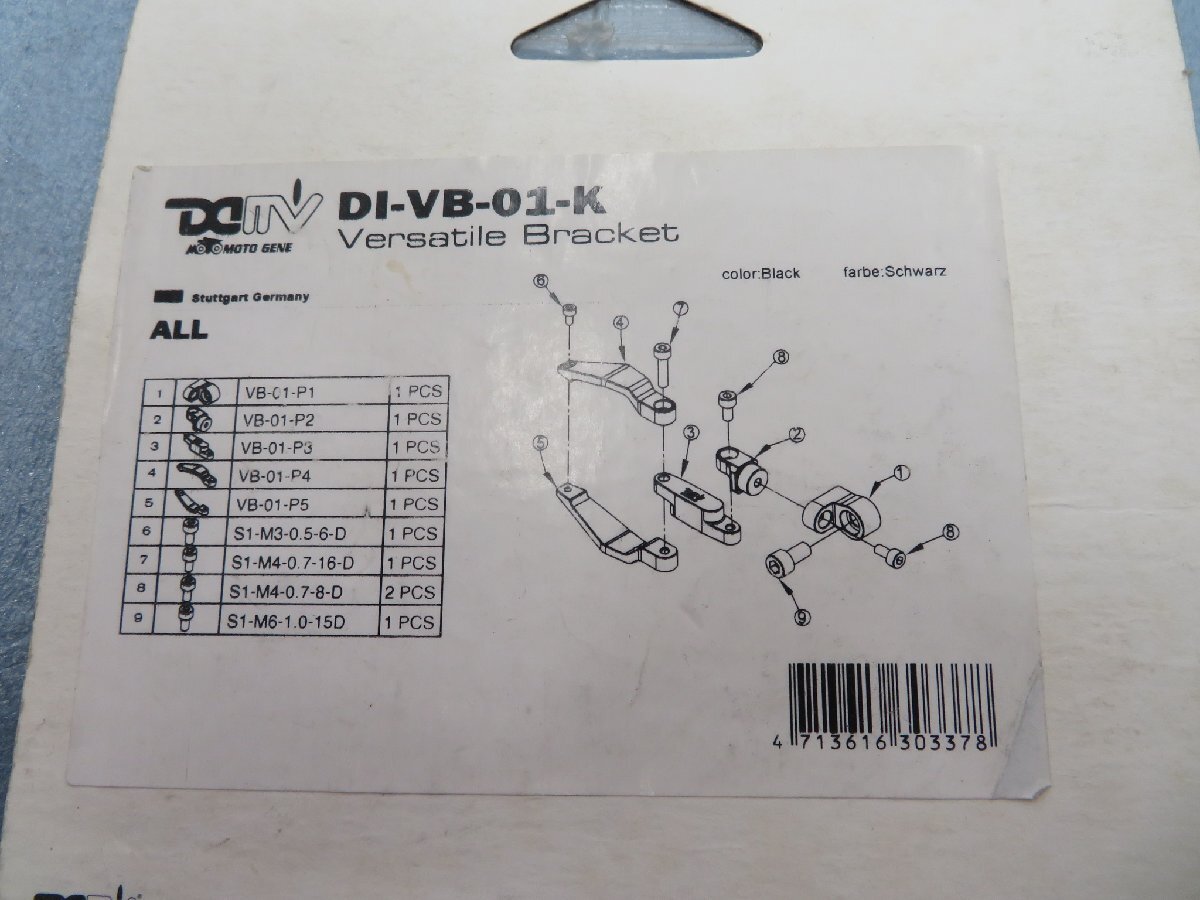 DMV DI-VB-01-K
MOTO MOTO GENE Versatile Bracket
color:Black farbe:Schwarz
Stuttgart Germany
ALL
1 VB-01-P1 1 PCS
2 VB-01-P2 1 PCS
3 VB-01-P3 1 PCS
4 VB-01-P4 1 PCS
5 VB-01-P5 1 PCS
6 S1-M3-0.5-6-D 1 PCS
7 S1-M4-0.7-16-D 1 PCS
8 S1-M4-0.7-8-D 2 PCS
9 S1-M6-1.0-15D 1 PCS
6
7
4
8
5
3
2
1
8
9
4 713616 303378